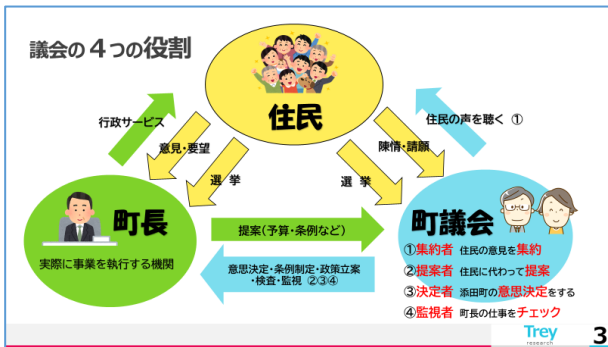 議会の4つの役割
住民
行政サービス
意見・要望
選 挙
選 挙
陳情・請願
住民の声を聴く ①
町長
実際に事業を執行する機関
提案(予算・条例など)
意思決定・条例制定・政策立案
・検査・監視 ②③④
町議会
①集約者 住民の意見を集約
②提案者 住民に代わって提案
③決定者 添田町の意思決定をする
④監視者 町長の仕事をチェック
Trey
research
3